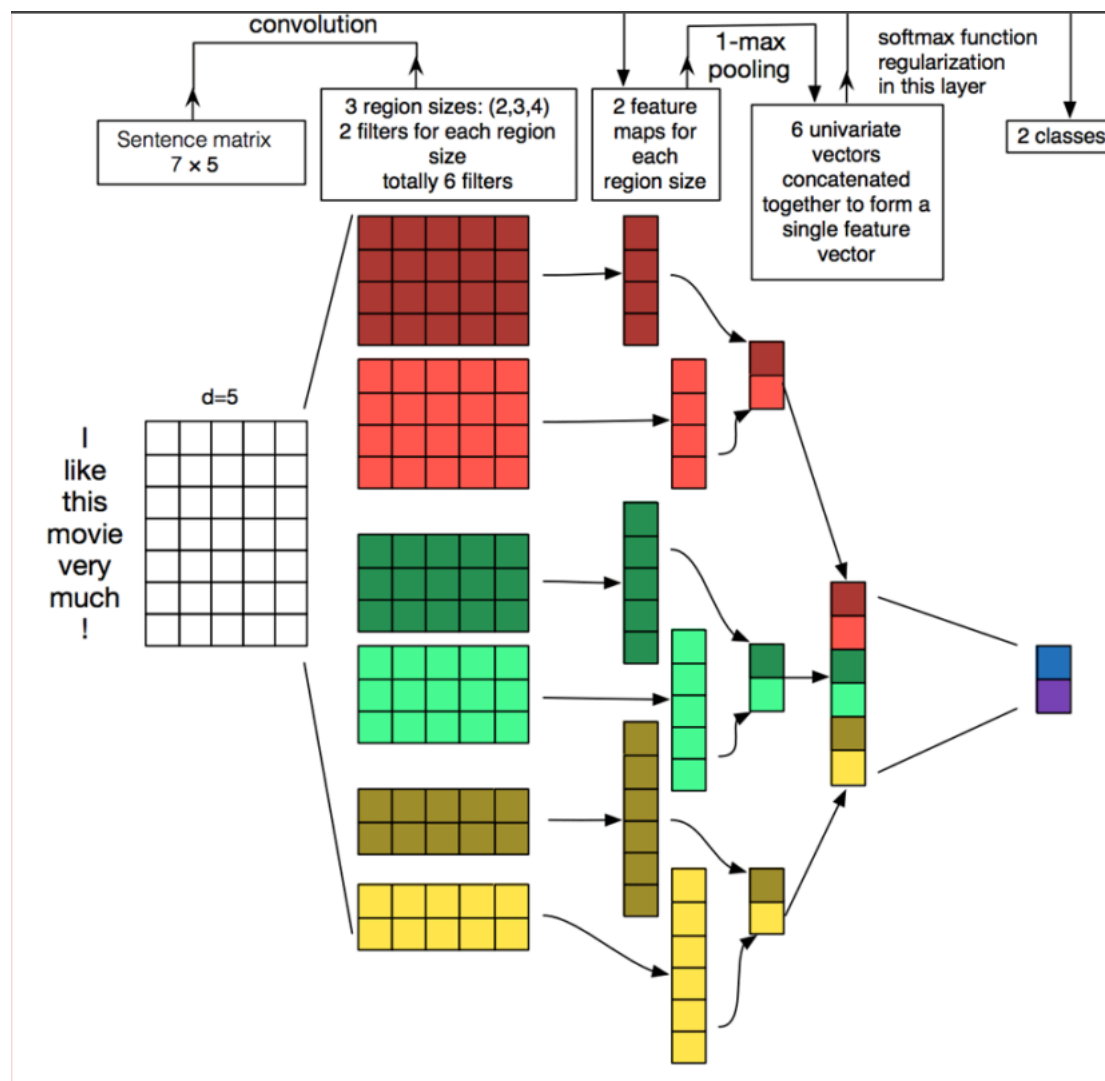 convolution
1-max
pooling
softmax function
regularization
in this layer
Sentence matrix
7 × 5
3 region sizes: (2,3,4)
2 filters for each region
size
totally 6 filters
2 feature
maps for
each
region size
6 univariate
vectors
concatenated
together to form a
single feature
vector
2 classes
d=5
I
like
this
movie
very
much
!